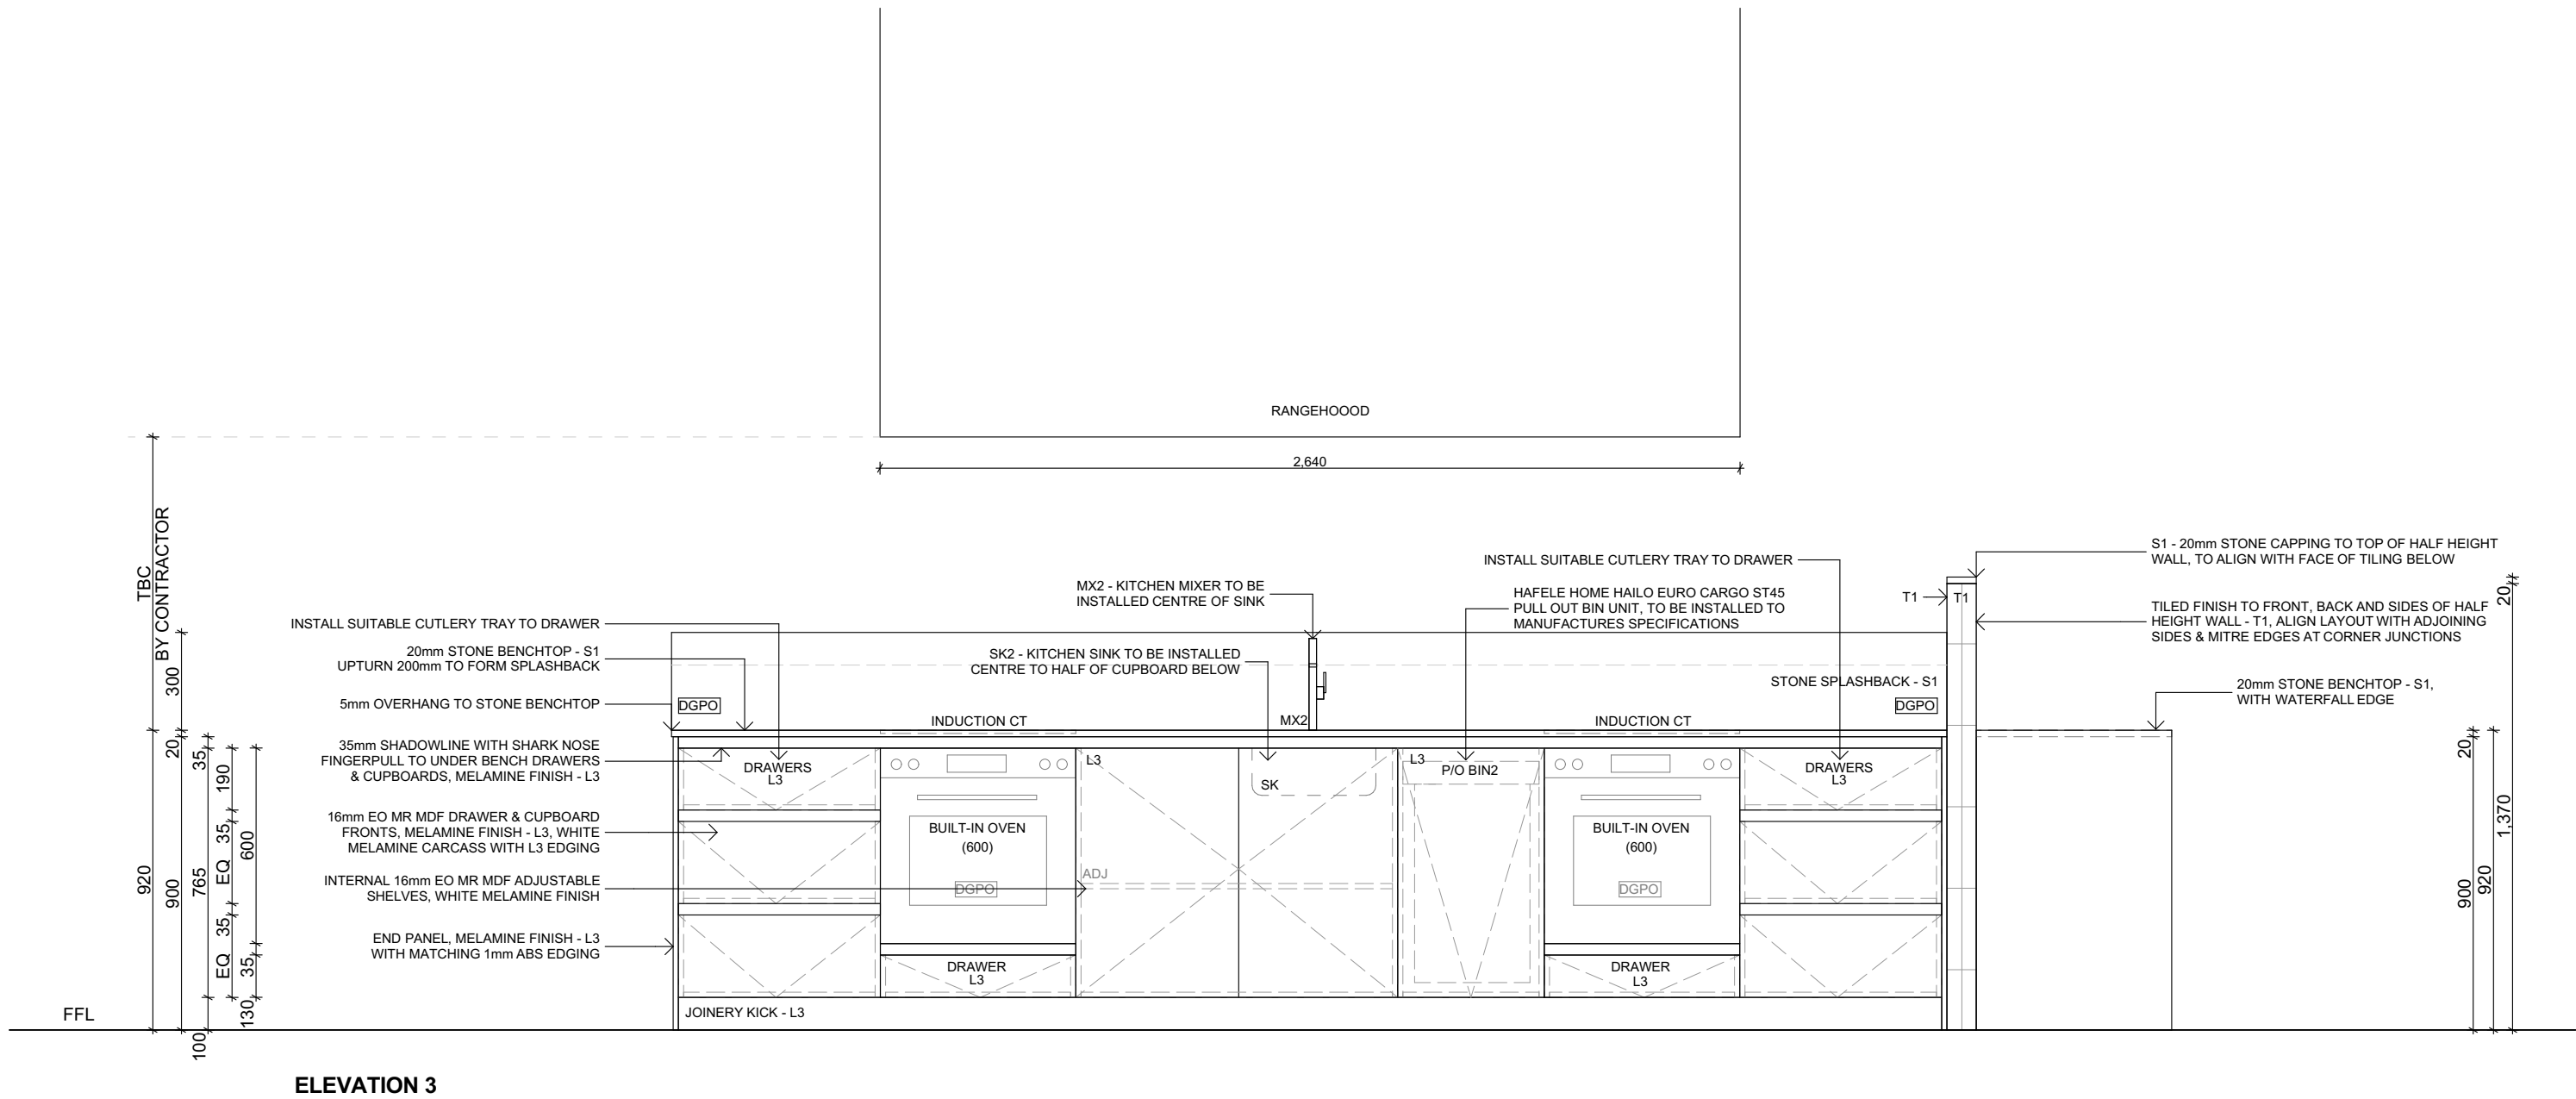 RANGEHOOOD
2,640
TBC
BY CONTRACTOR
300
920
20
900
35
765
100
190
35
EQ
35
EQ
600
35
130
INSTALL SUITABLE CUTLERY TRAY TO DRAWER
20mm STONE BENCHTOP - S1
UPTURN 200mm TO FORM SPLASHBACK
5mm OVERHANG TO STONE BENCHTOP
35mm SHADOWLINE WITH SHARK NOSE
FINGERPULL TO UNDER BENCH DRAWERS
& CUPBOARDS, MELAMINE FINISH - L3
16mm EO MR MDF DRAWER & CUPBOARD
FRONTS, MELAMINE FINISH - L3, WHITE
MELAMINE CARCASS WITH L3 EDGING
INTERNAL 16mm EO MR MDF ADJUSTABLE
SHELVES, WHITE MELAMINE FINISH
END PANEL, MELAMINE FINISH - L3
WITH MATCHING 1mm ABS EDGING
MX2 - KITCHEN MIXER TO BE
INSTALLED CENTRE OF SINK
SK2 - KITCHEN SINK TO BE INSTALLED
CENTRE TO HALF OF CUPBOARD BELOW
INSTALL SUITABLE CUTLERY TRAY TO DRAWER
HAFELE HOME HAILO EURO CARGO ST45
PULL OUT BIN UNIT, TO BE INSTALLED TO
MANUFACTURES SPECIFICATIONS
STONE SPLASHBACK - S1
DGPO
DGPO
INDUCTION CT
MX2
INDUCTION CT
DRAWERS
L3
BUILT-IN OVEN
(600)
DGPO
DRAWER
L3
L3
ADJ
SK
L3
P/O BIN2
BUILT-IN OVEN
(600)
DGPO
DRAWER
L3
DRAWERS
L3
JOINERY KICK - L3
T1
T1
S1 - 20mm STONE CAPPING TO TOP OF HALF HEIGHT
WALL, TO ALIGN WITH FACE OF TILING BELOW
TILED FINISH TO FRONT, BACK AND SIDES OF HALF
HEIGHT WALL - T1, ALIGN LAYOUT WITH ADJOINING
SIDES & MITRE EDGES AT CORNER JUNCTIONS
20mm STONE BENCHTOP - S1,
WITH WATERFALL EDGE
20
900
920
20
1,370
FFL
ELEVATION 3